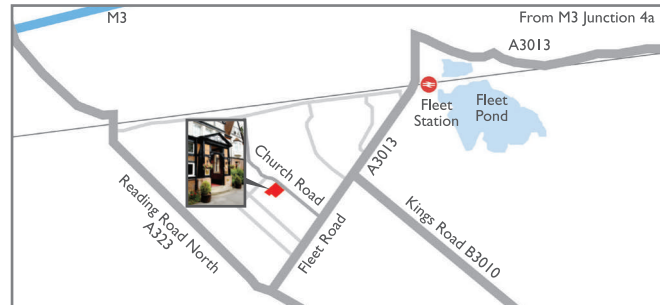 M3
From M3 Junction 4a
A3013
Fleet
Station
Fleet
Pond
A3013
Church Road
Reading Road North
A323
Fleet Road
Kings Road B3010